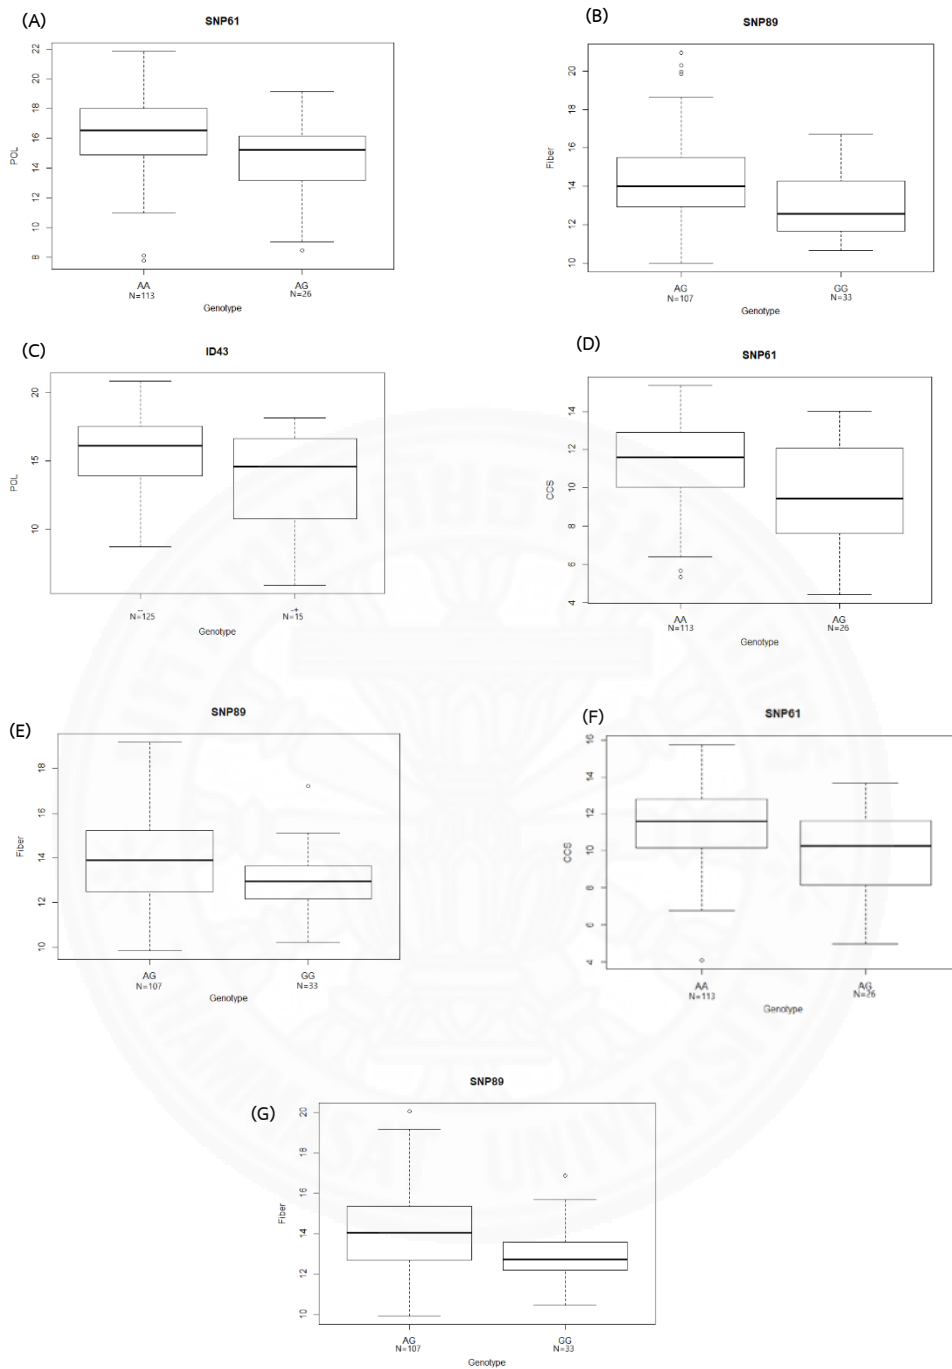 (A)
SNP61
POL
22
20
18
16
14
12
10
8
AA
N=113
AG
N=26
Genotype
(B)
SNP89
Fiber
20
18
16
14
12
10
AG
N=107
GG
N=33
Genotype
(C)
ID43
POL
20
15
10
--
N=125
-+
N=15
Genotype
(D)
SNP61
CCS
14
12
10
8
6
4
AA
N=113
AG
N=26
Genotype
(E)
SNP89
Fiber
18
16
14
12
10
AG
N=107
GG
N=33
Genotype
(F)
SNP61
CCS
16
14
12
10
8
6
4
AA
N=113
AG
N=26
Genotype
(G)
SNP89
Fiber
20
18
16
14
12
10
AG
N=107
GG
N=33
Genotype
THAMMASAT UNIVERSITY